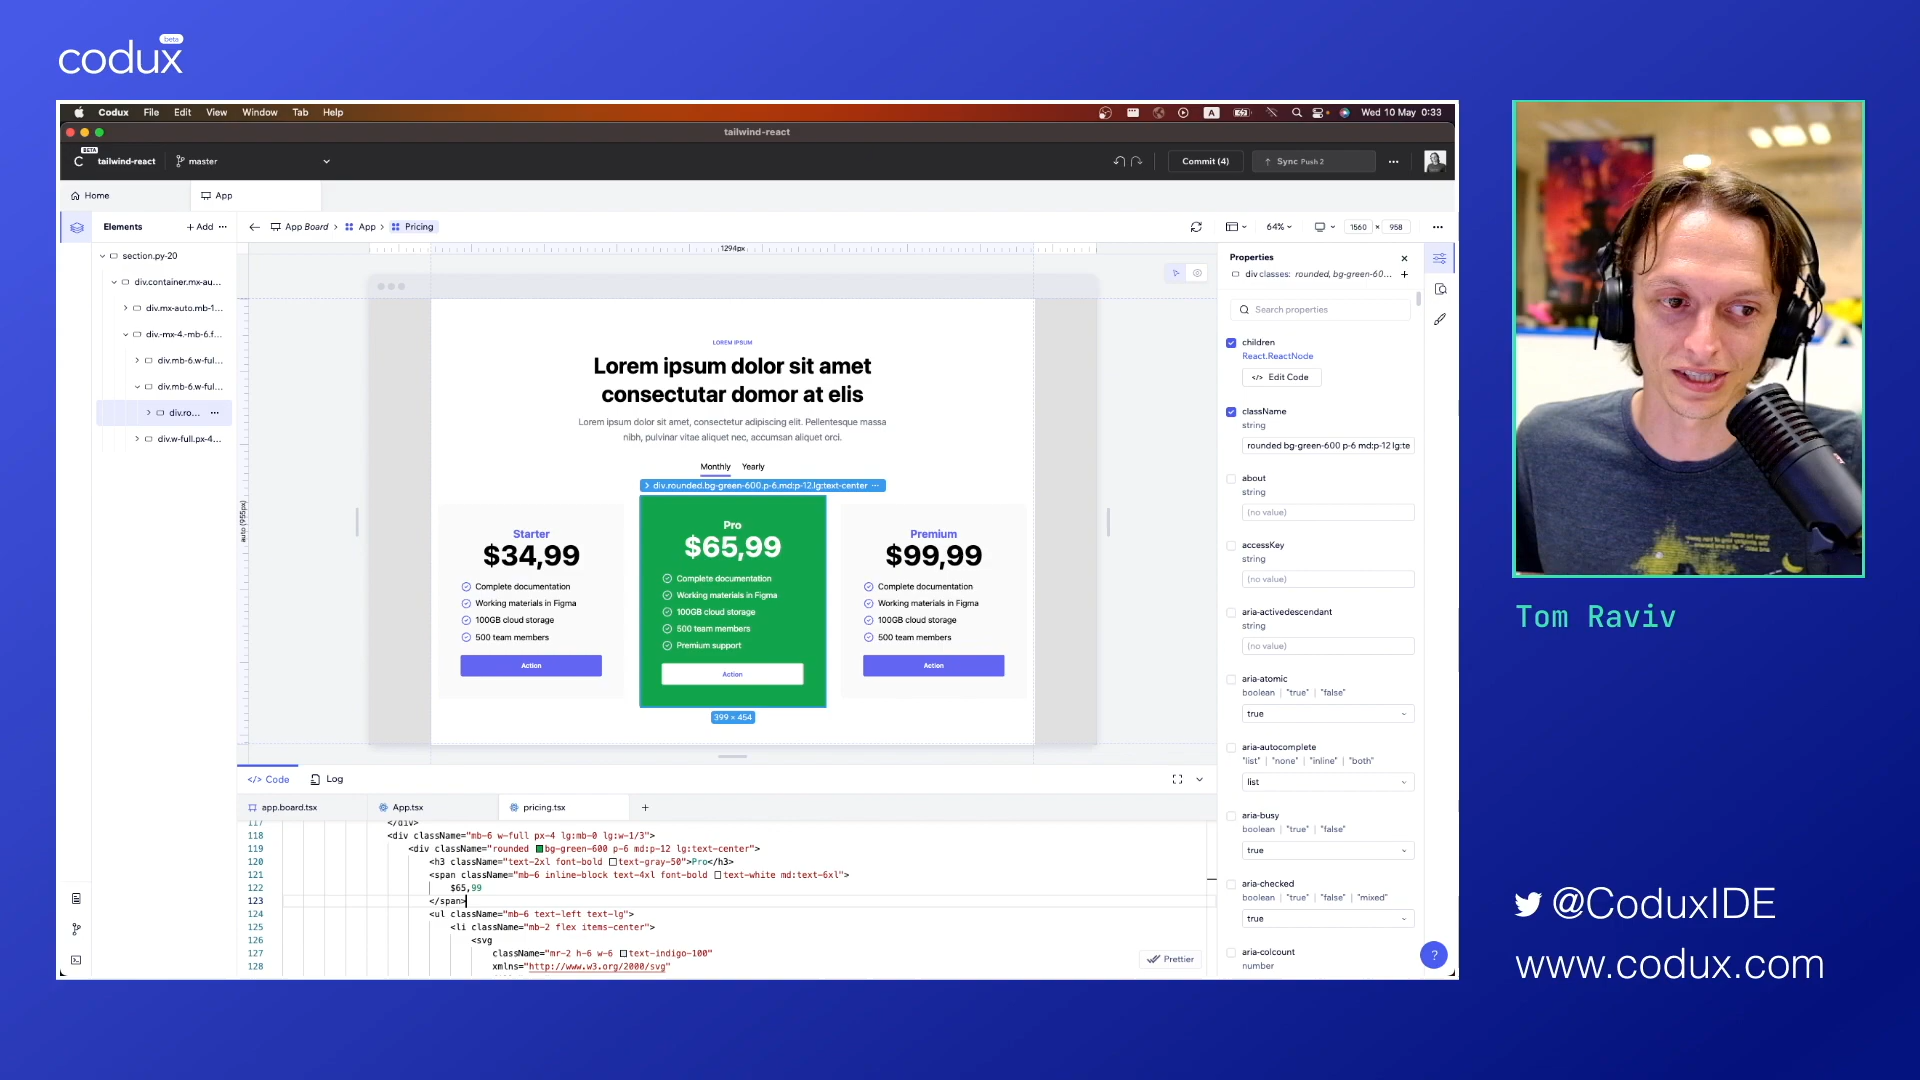 codux
beta
Codux File Edit View Window Tab Help
A
Wed 10 May 0:33
tailwind-react
BETA
tailwind-react
master
Commit (4)
Sync Push 2
Home
App
Elements
+ Add
App Board > App > Pricing
64%
1560 × 958
section.py-20
div.container.mx-au...
div.mx-auto.mb-1...
div.-mx-4.-mb-6.f...
div.mb-6.w-ful...
div.mb-6.w-ful...
div.ro...
div.w-full.px-4...
1294px
auto (955px)
LOREM IPSUM
Lorem ipsum dolor sit amet
consectutar domor at elis
Lorem ipsum dolor sit amet, consectetur adipiscing elit. Pellentesque massa
nibh, pulvinar vitae aliquet nec, accumsan aliquet orci.
Monthly Yearly
div.rounded.bg-green-600.p-6.md:p-12.lg:text-center
Starter
$34,99
Complete documentation
Working materials in Figma
100GB cloud storage
500 team members
Action
Pro
$65,99
Complete documentation
Working materials in Figma
100GB cloud storage
500 team members
Premium support
Action
Premium
$99,99
Complete documentation
Working materials in Figma
100GB cloud storage
500 team members
Action
399 × 454
Properties
div classes: rounded, bg-green-60...
Search properties
children
React.ReactNode
</> Edit Code
className
string
rounded bg-green-600 p-6 md:p-12 lg:te
about
string
(no value)
accessKey
string
(no value)
aria-activedescendant
string
(no value)
aria-atomic
boolean | "true" | "false"
true
aria-autocomplete
"list" | "none" | "inline" | "both"
list
aria-busy
boolean | "true" | "false"
true
aria-checked
boolean | "true" | "false" | "mixed"
true
aria-colcount
number
</> Code
Log
app.board.tsx
App.tsx
pricing.tsx
+
117 </div>
118 <div className="mb-6 w-full px-4 lg:mb-0 lg:w-1/3">
119 <div className="rounded bg-green-600 p-6 md:p-12 lg:text-center">
120 <h3 className="text-2xl font-bold text-gray-50">Pro</h3>
121 <span className="mb-6 inline-block text-4xl font-bold text-white md:text-6xl">
122 $65,99
123 </span>
124 <ul className="mb-6 text-left text-lg">
125 <li className="mb-2 flex items-center">
126 <svg
127 className="mr-2 h-6 w-6 text-indigo-100"
128 xmlns="http://www.w3.org/2000/svg"
Prettier
?
Tom Raviv
@CoduxIDE
www.codux.com